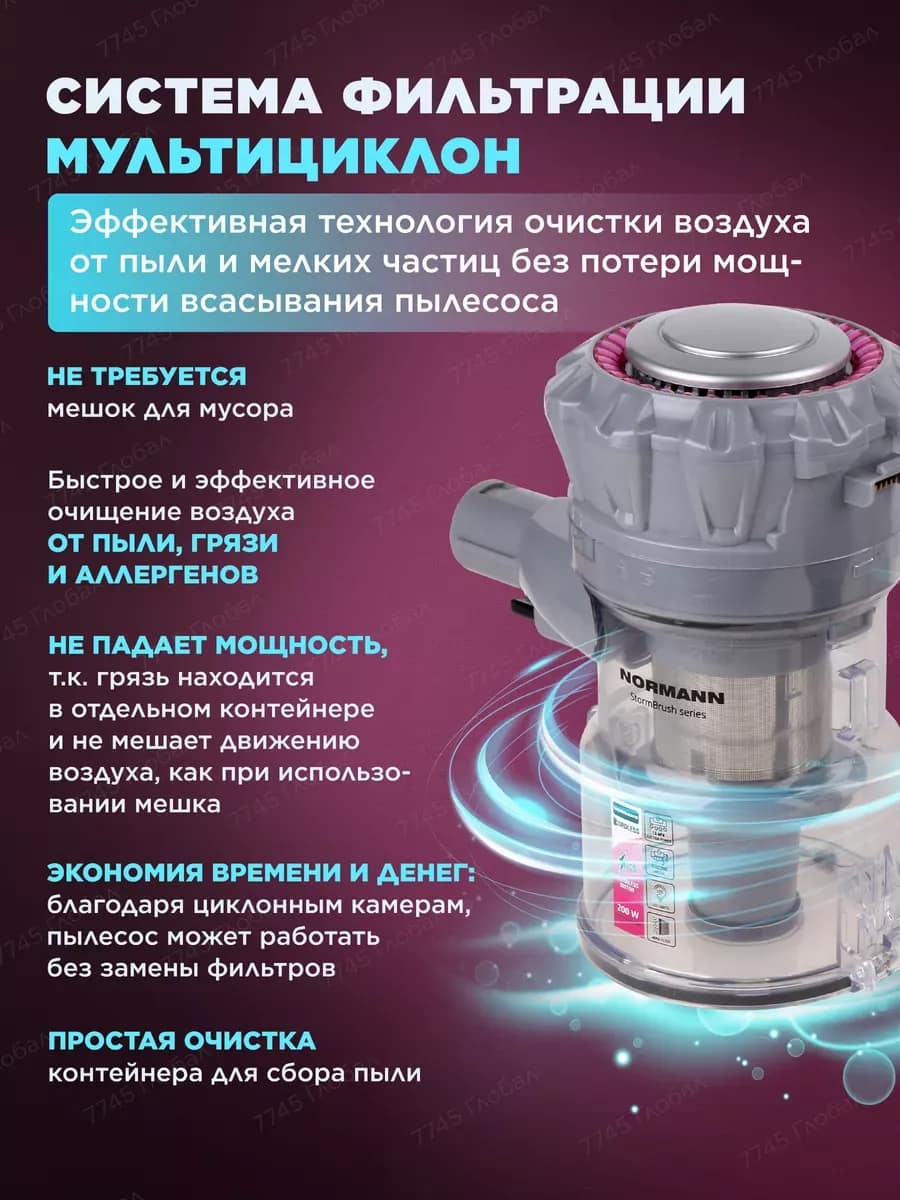 СИСТЕМА ФИЛЬТРАЦИИ
МУЛЬТИЦИКЛОН
Эффективная технология очистки воздуха
от пыли и мелких частиц без потери мощ-
ности всасывания пылесоса
НЕ ТРЕБУЕТСЯ
мешок для мусора
Быстрое и эффективное
очищение воздуха
ОТ ПЫЛИ, ГРЯЗИ
И АЛЛЕРГЕНОВ
НЕ ПАДАЕТ МОЩНОСТЬ,
т.к. грязь находится
в отдельном контейнере
и не мешает движению
воздуха, как при использо-
вании мешка
ЭКОНОМИЯ ВРЕМЕНИ И ДЕНЕГ:
благодаря циклонным камерам,
пылесос может работать
без замены фильтров
ПРОСТАЯ ОЧИСТКА
контейнера для сбора пыли
NORMANN
StormBrush series
CORDLESS
200 W
7745 Глобал